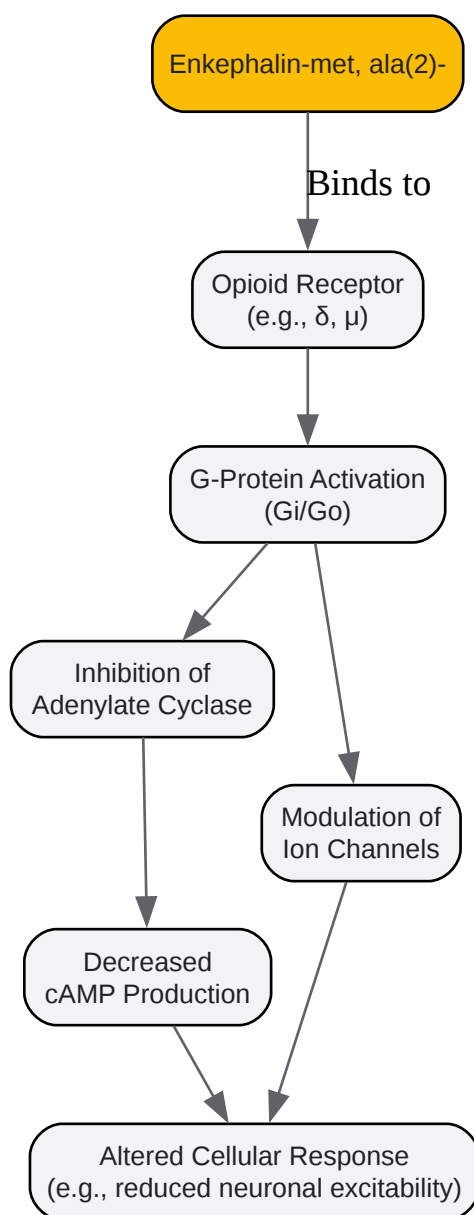 Enkephalin-met, ala(2)-
Binds to
Opioid Receptor
(e.g., δ, μ)
G-Protein Activation
(Gi/Go)
Inhibition of
Adenylate Cyclase
Modulation of
Ion Channels
Decreased
cAMP Production
Altered Cellular Response
(e.g., reduced neuronal excitability)